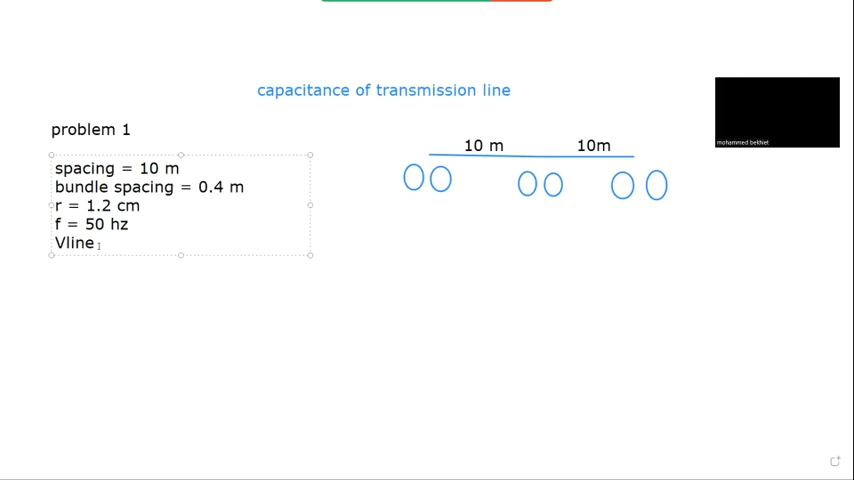 capacitance of transmission line
problem 1
spacing = 10 m
bundle spacing = 0.4 m
r = 1.2 cm
f = 50 hz
Vline
10 m
10m
mohammed bekhiet